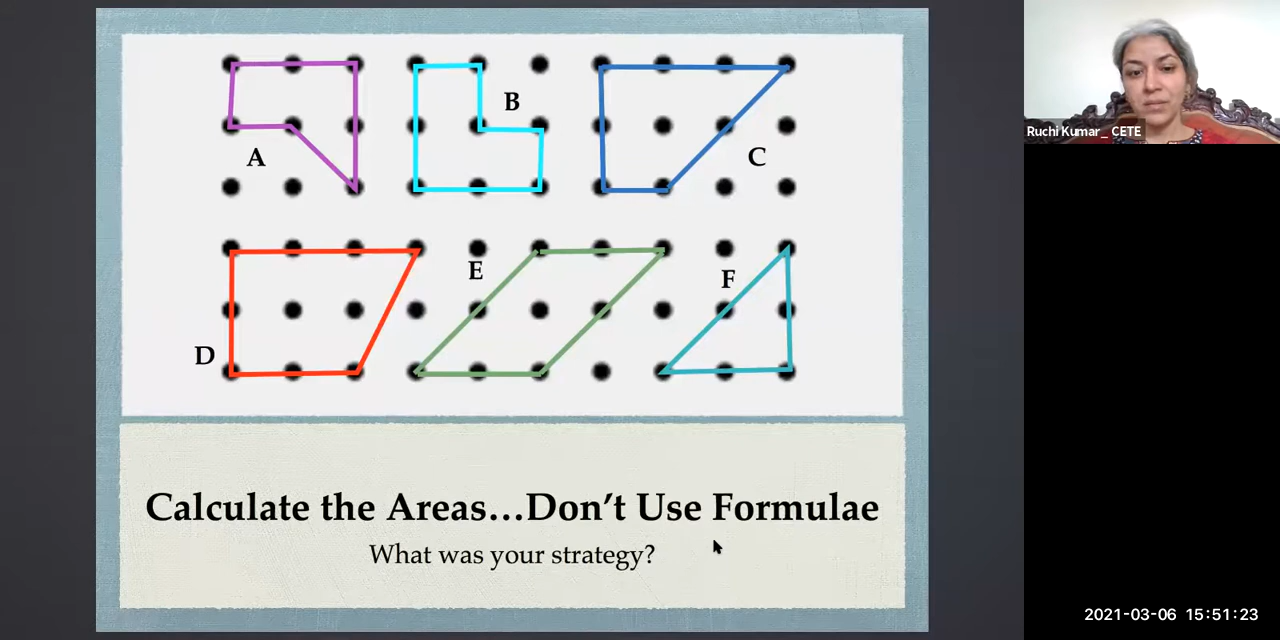 B
A
C
E
F
D
Calculate the Areas...Don't Use Formulae
What was your strategy?
Ruchi Kumar_ CETE
2021-03-06 15:51:23